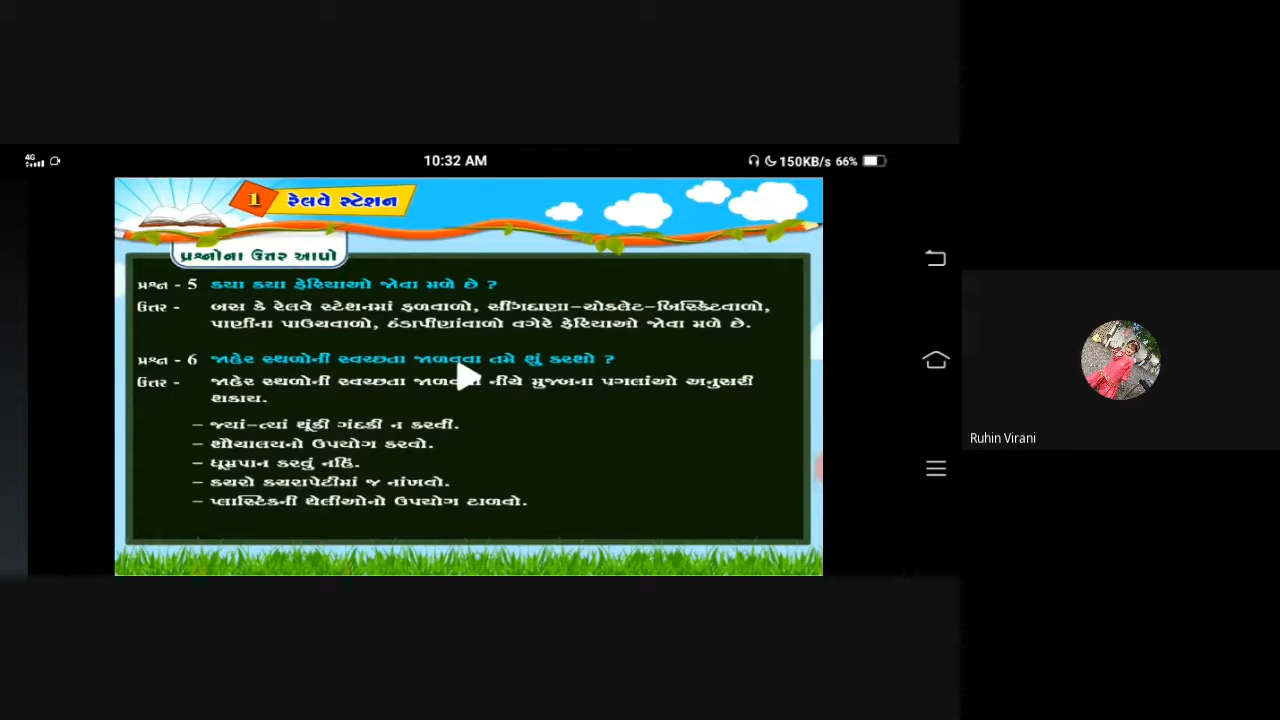 4G
10:32 AM
150KB/s 66%
1 રેલવે સ્ટેશન
પ્રશ્નોના ઉત્તર આપો
પ્રશ્ન - 5 કયા કયા ફેરિયાઓ જોવા મળે છે ?
ઉત્તર - બસ કે રેલવે સ્ટેશનમાં ફળવાળો, સીંગદાણા-ચોકલેટ-બિસ્કિટવાળો,
પાણીના પાઉચવાળો, ઠંડાપીણાંવાળો વગેરે ફેરિયાઓ જોવા મળે છે.
પ્રશ્ન - 6 જાહેર સ્થળોની સ્વચ્છતા જાળવવા તમે શું કરશો ?
ઉત્તર - જાહેર સ્થળોની સ્વચ્છતા જાળવવા નીચે મુજબના પગલાંઓ અનુસરી
શકાય.
– જ્યાં-ત્યાં થૂંકી ગંદકી ન કરવી.
– શૌચાલયનો ઉપયોગ કરવો.
– ધૂમ્રપાન કરવું નહિં.
– કચરો કચરાપેટીમાં જ નાંખવો.
– પ્લાસ્ટિકની થેલીઓનો ઉપયોગ ટાળવો.
Ruhin Virani